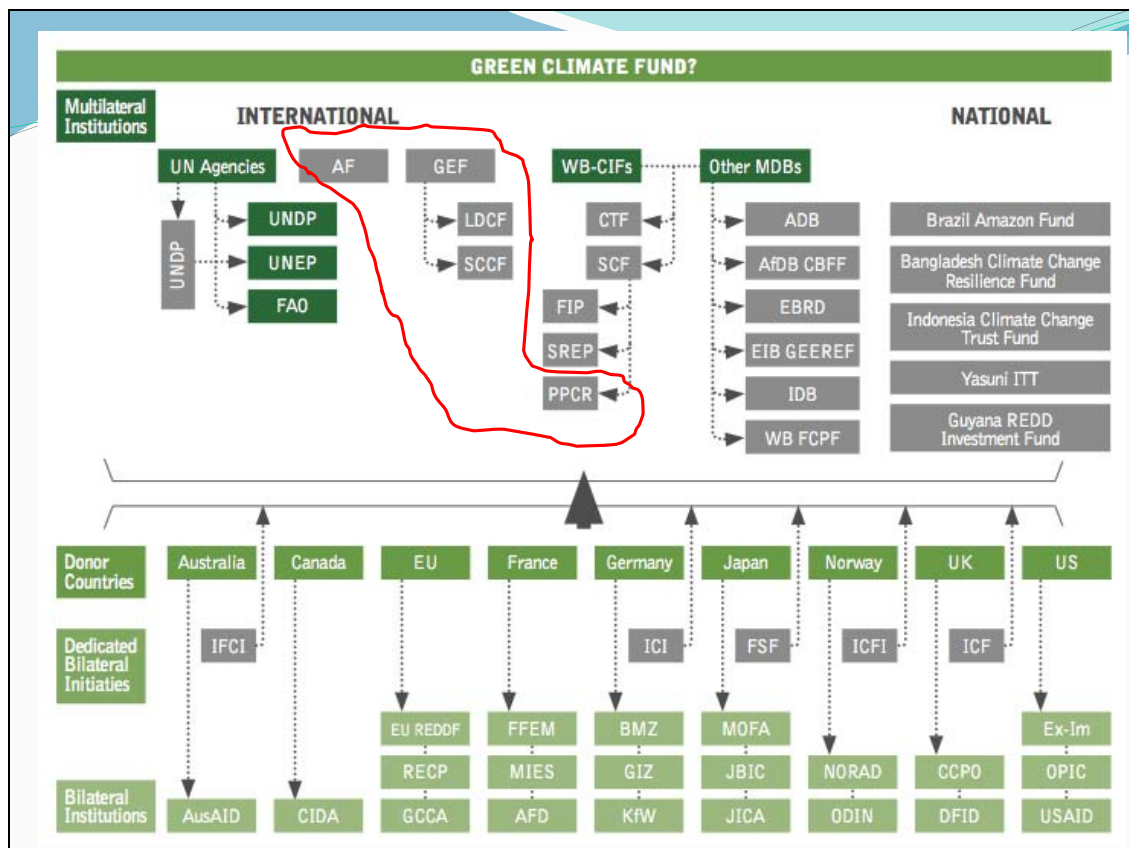 GREEN CLIMATE FUND?
Multilateral
Institutions
INTERNATIONAL
NATIONAL
UN Agencies
AF
GEF
WB-CIFs
Other MDBs
UNDP
UNDP
UNEP
FAO
LDCF
SCCF
CTF
SCF
FIP
SREP
PPCR
ADB
AfDB CBFF
EBRD
EIB GEEREF
IDB
WB FCPF
Brazil Amazon Fund
Bangladesh Climate Change
Resilience Fund
Indonesia Climate Change
Trust Fund
Yasuni ITT
Guyana REDD
Investment Fund
Donor
Countries
Australia
Canada
EU
France
Germany
Japan
Norway
UK
US
Dedicated
Bilateral
Initiaties
IFCI
ICI
FSF
ICFI
ICF
EU REDDF
FFEM
BMZ
MOFA
Ex-Im
RECP
MIES
GIZ
JBIC
NORAD
CCPO
OPIC
Bilateral
Institutions
AusAID
CIDA
GCCA
AFD
KfW
JICA
ODIN
DFID
USAID